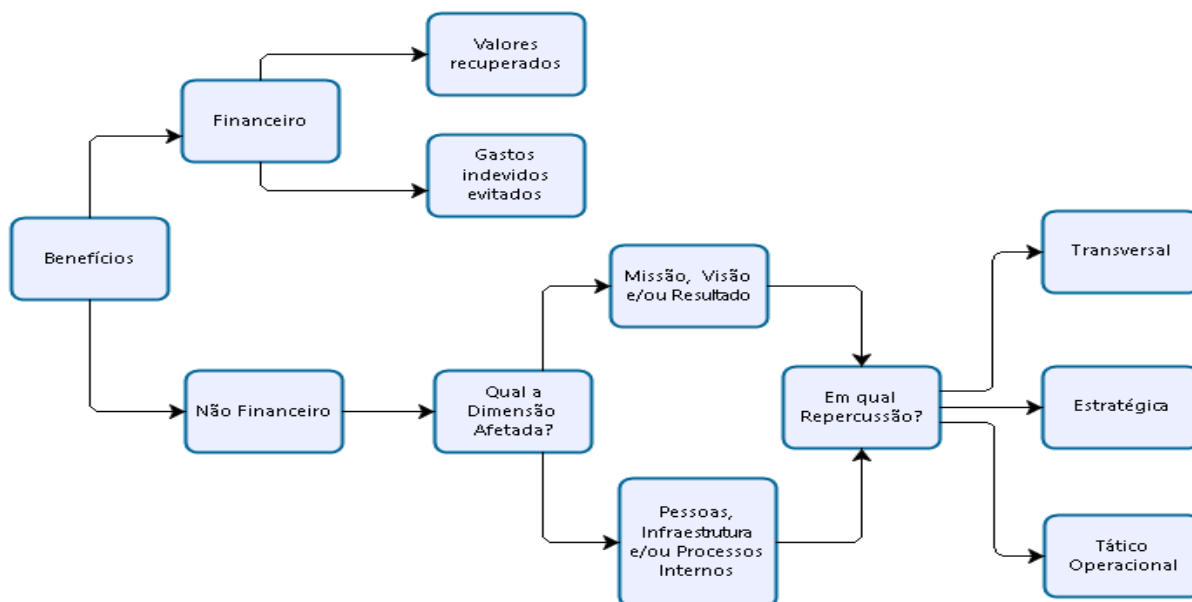 Valores
recuperados
Financeiro
Gastos
indevidos
evitados
Benefícios
Não Financeiro
Qual a
Dimensão
Afetada?
Missão, Visão
e/ou Resultado
Pessoas,
Infraestrutura
e/ou Processos
Internos
Em qual
Repercussão?
Transversal
Estratégica
Tático
Operacional